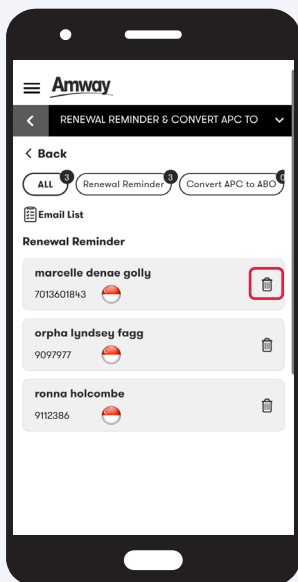 Amway
RENEWAL REMINDER & CONVERT APC TO
Back
ALL 3 Renewal Reminder 3 Convert APC to ABO 0
Email List
Renewal Reminder
marcelle denae golly
7013601843
orpha lyndsey fagg
9097977
ronna holcombe
9112386